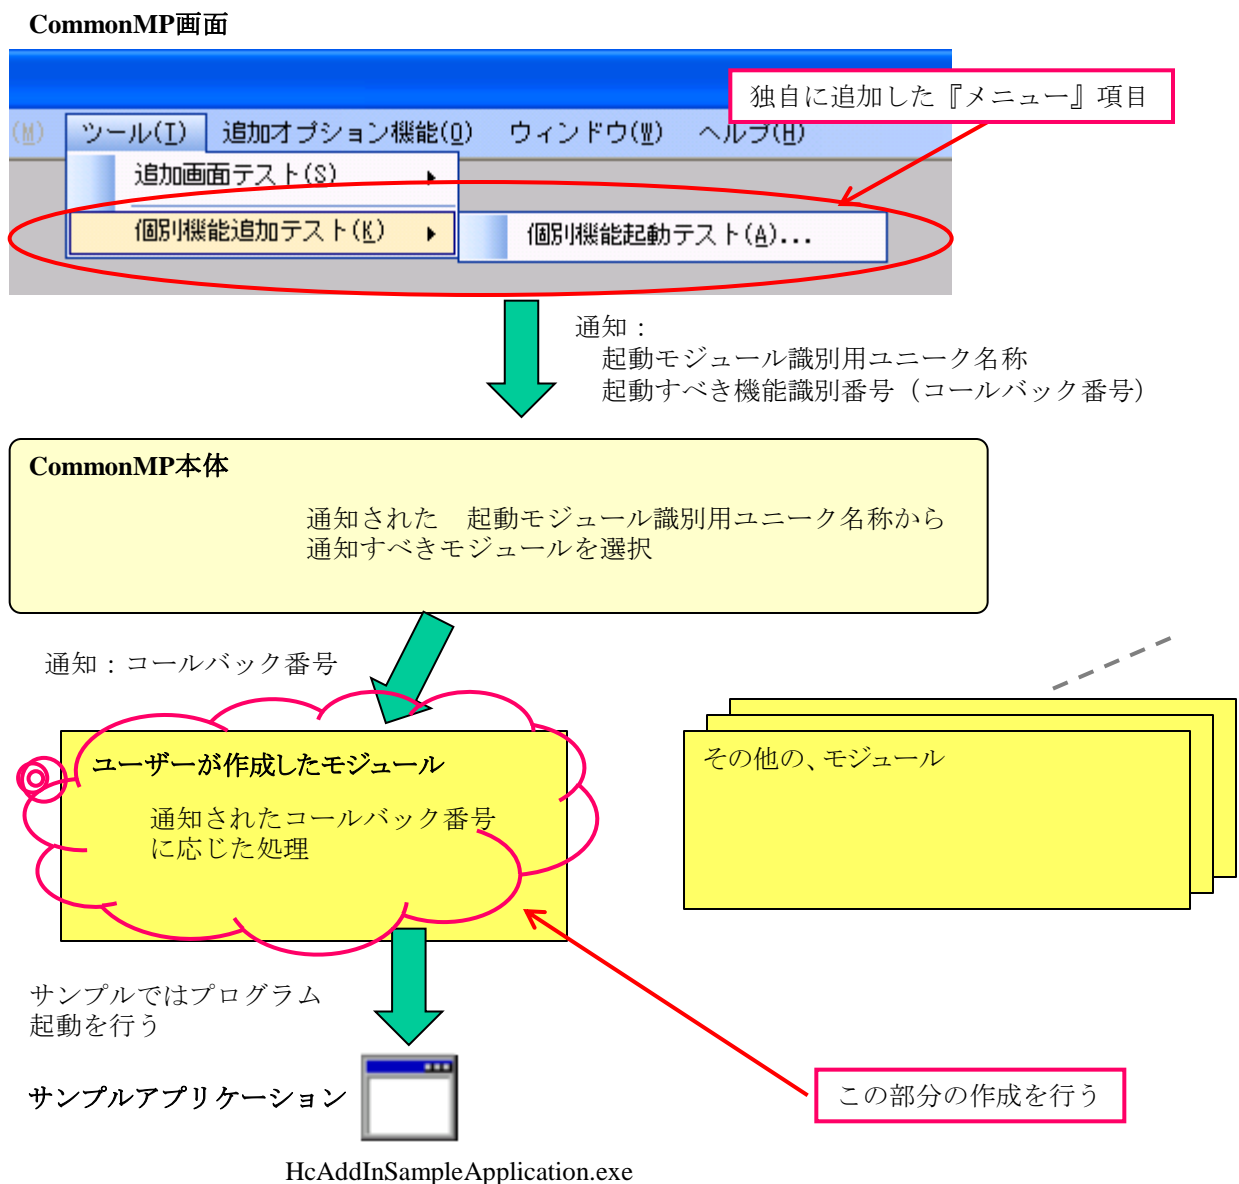 CommonMP画面
独自に追加した『メニュー』項目
(M) ツール(T) 追加オプション機能(O) ウィンドウ(W) ヘルプ(H)
追加画面テスト(S)
個別機能追加テスト(K)
個別機能起動テスト(A)...
通知：
起動モジュール識別用ユニーク名称
起動すべき機能識別番号（コールバック番号）
CommonMP本体
通知された　起動モジュール識別用ユニーク名称から
通知すべきモジュールを選択
通知：コールバック番号
ユーザーが作成したモジュール
通知されたコールバック番号
に応じた処理
その他の、モジュール
サンプルではプログラム
起動を行う
サンプルアプリケーション
この部分の作成を行う
HcAddInSampleApplication.exe